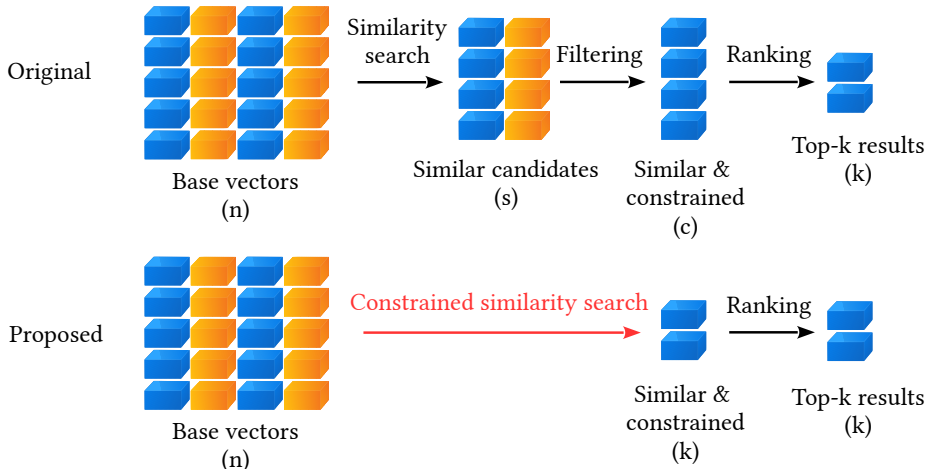 Original
Similarity
search
Filtering
Ranking
Base vectors
(n)
Similar candidates
(s)
Similar &
constrained
(c)
Top-k results
(k)
Proposed
Constrained similarity search
Ranking
Base vectors
(n)
Similar &
constrained
(k)
Top-k results
(k)